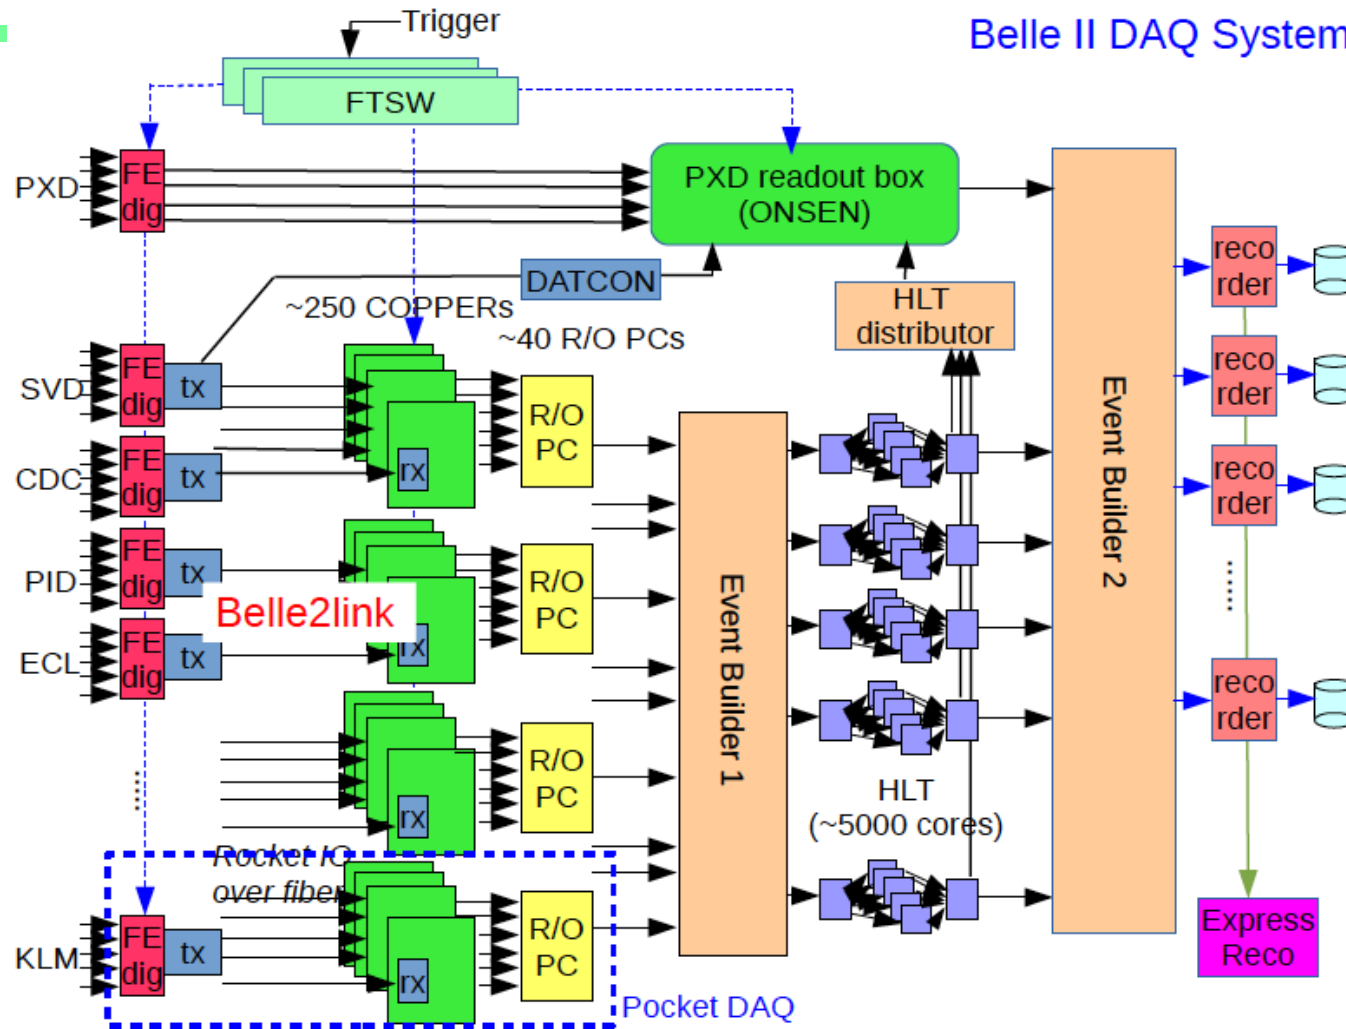 Trigger
Belle II DAQ System
FTSW
PXD
FE
dig
PXD readout box
(ONSEN)
DATCON
~250 COPPERs
~40 R/O PCs
HLT
distributor
SVD
FE
dig
tx
R/O
PC
rx
CDC
FE
dig
tx
PID
FE
dig
tx
Belle2link
R/O
PC
rx
ECL
FE
dig
tx
Event Builder 1
Event Builder 2
reco
rder
reco
rder
reco
rder
......
reco
rder
R/O
PC
rx
HLT
(~5000 cores)
.....
Rocket IO
over fiber
KLM
FE
dig
tx
R/O
PC
rx
Pocket DAQ
Express
Reco